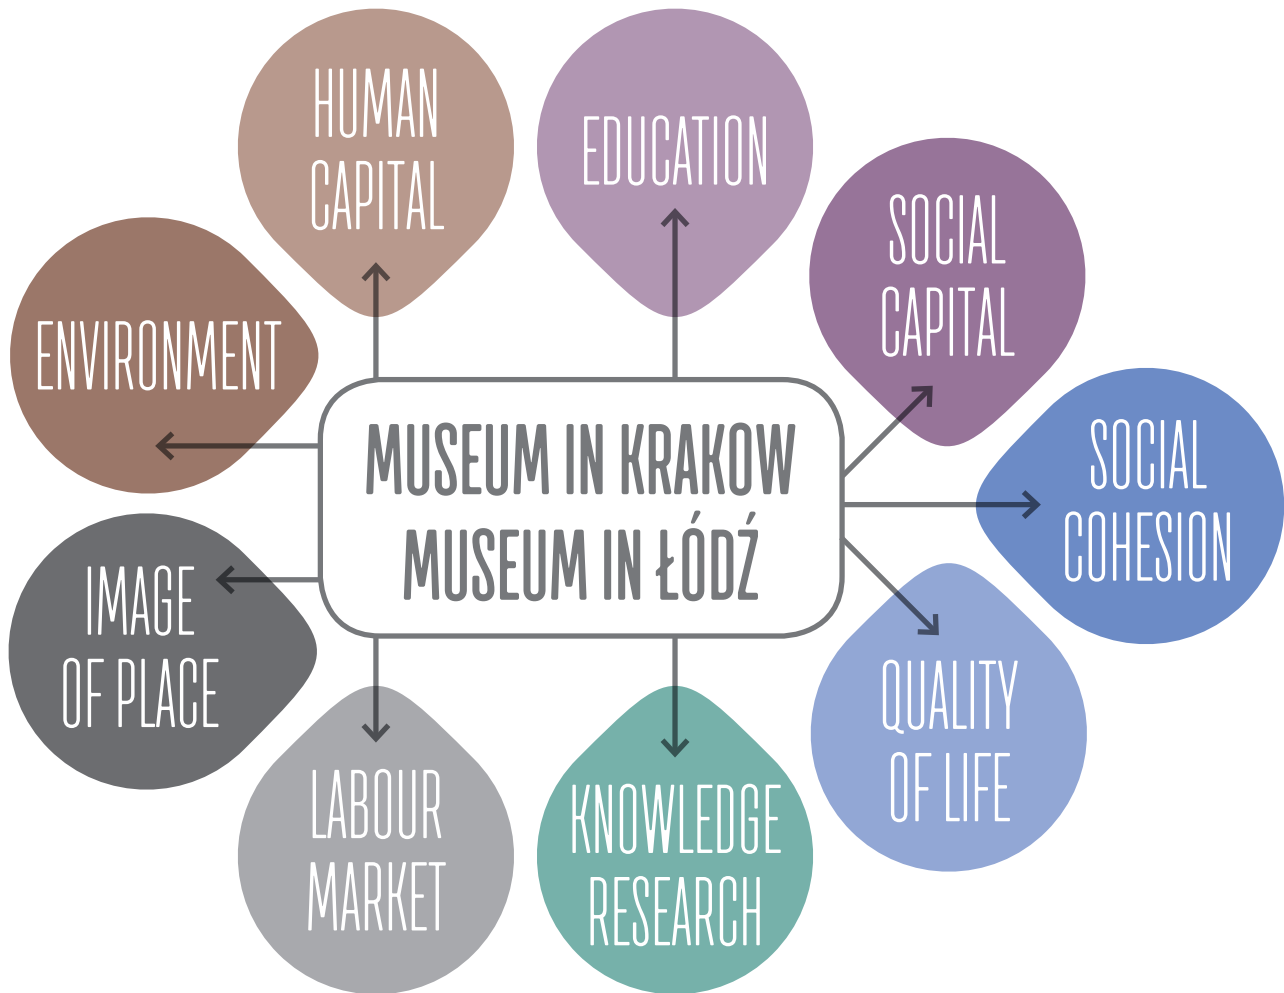 HUMAN
CAPITAL
EDUCATION
SOCIAL
CAPITAL
ENVIRONMENT
MUSEUM IN KRAKOW
MUSEUM IN ŁÓDŹ
SOCIAL
COHESION
IMAGE
OF PLACE
QUALITY
OF LIFE
LABOUR
MARKET
KNOWLEDGE
RESEARCH